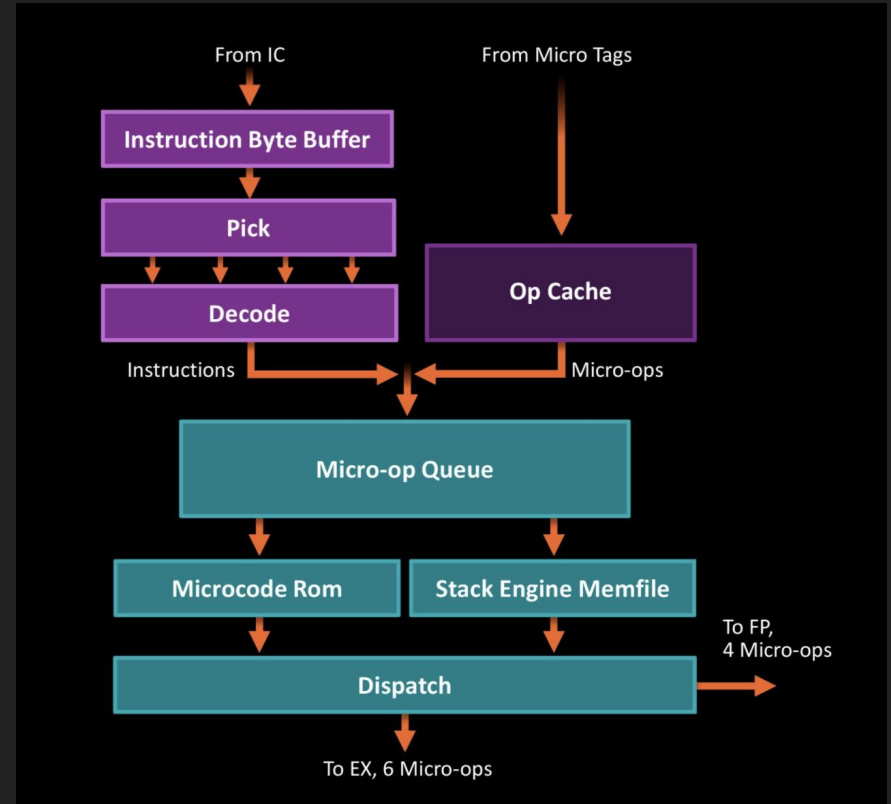 From IC
From Micro Tags
Instruction Byte Buffer
Pick
Op Cache
Decode
Instructions
Micro-ops
Micro-op Queue
Microcode Rom
Stack Engine Memfile
To FP,
4 Micro-ops
Dispatch
To EX, 6 Micro-ops